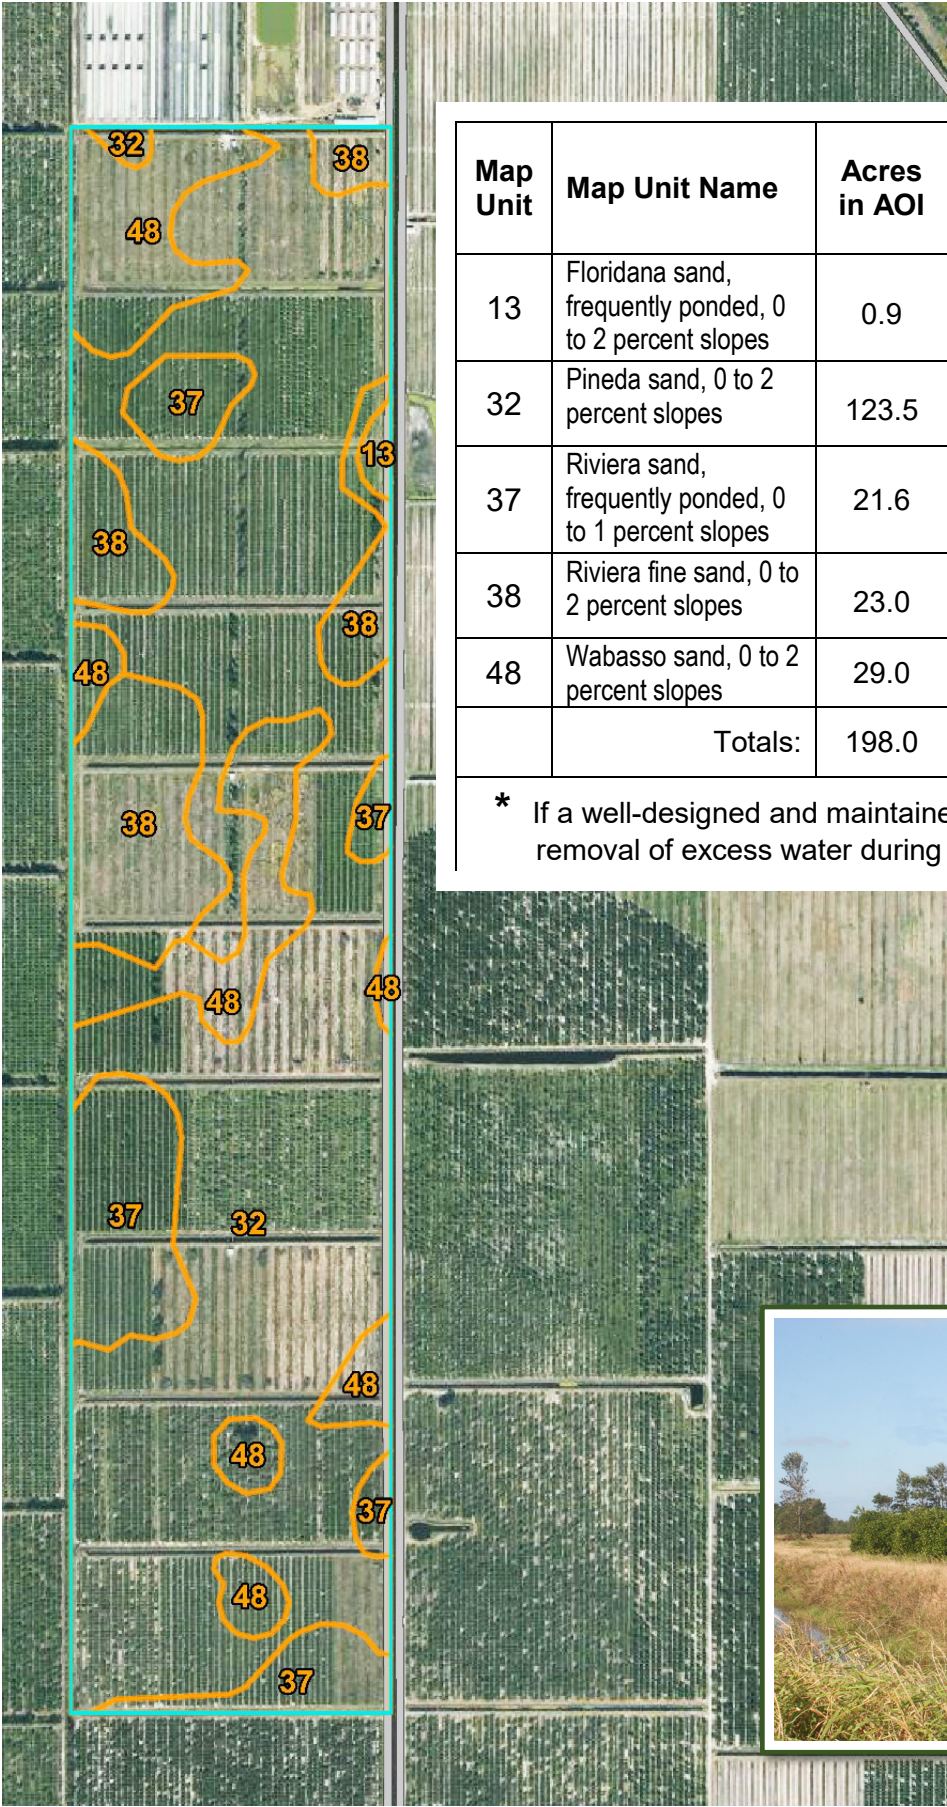 32
38
48
37
13
38
38
48
38
37
48
48
37
32
48
48
37
48
37
Map
Unit
Map Unit Name
Acres
in AOI
13
Floridana sand,
frequently ponded, 0
to 2 percent slopes
0.9
32
Pineda sand, 0 to 2
percent slopes
123.5
37
Riviera sand,
frequently ponded, 0
to 1 percent slopes
21.6
38
Riviera fine sand, 0 to
2 percent slopes
23.0
48
Wabasso sand, 0 to 2
percent slopes
29.0
Totals:
198.0
* If a well-designed and maintaine
removal of excess water during